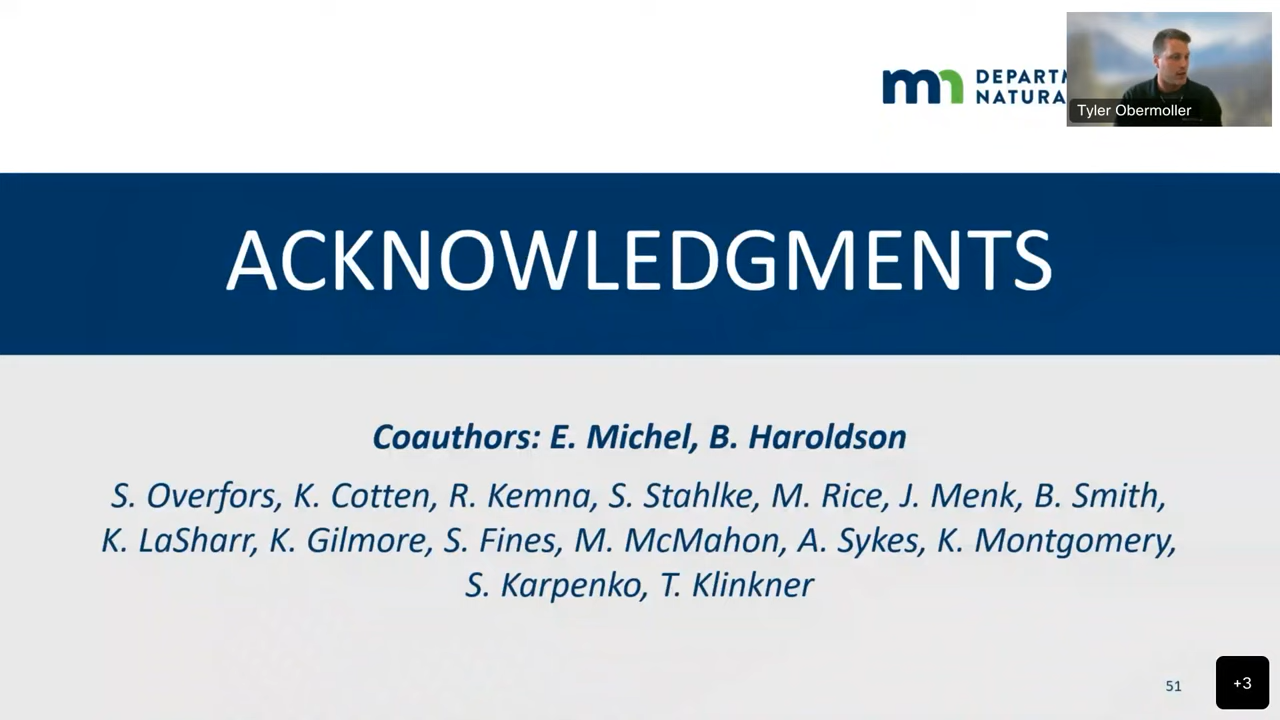 mn DEPARTM
NATURA
Tyler Obermoller
ACKNOWLEDGMENTS
Coauthors: E. Michel, B. Haroldson
S. Overfors, K. Cotten, R. Kemna, S. Stahlke, M. Rice, J. Menk, B. Smith,
K. LaSharr, K. Gilmore, S. Fines, M. McMahon, A. Sykes, K. Montgomery,
S. Karpenko, T. Klinkner
51
+3